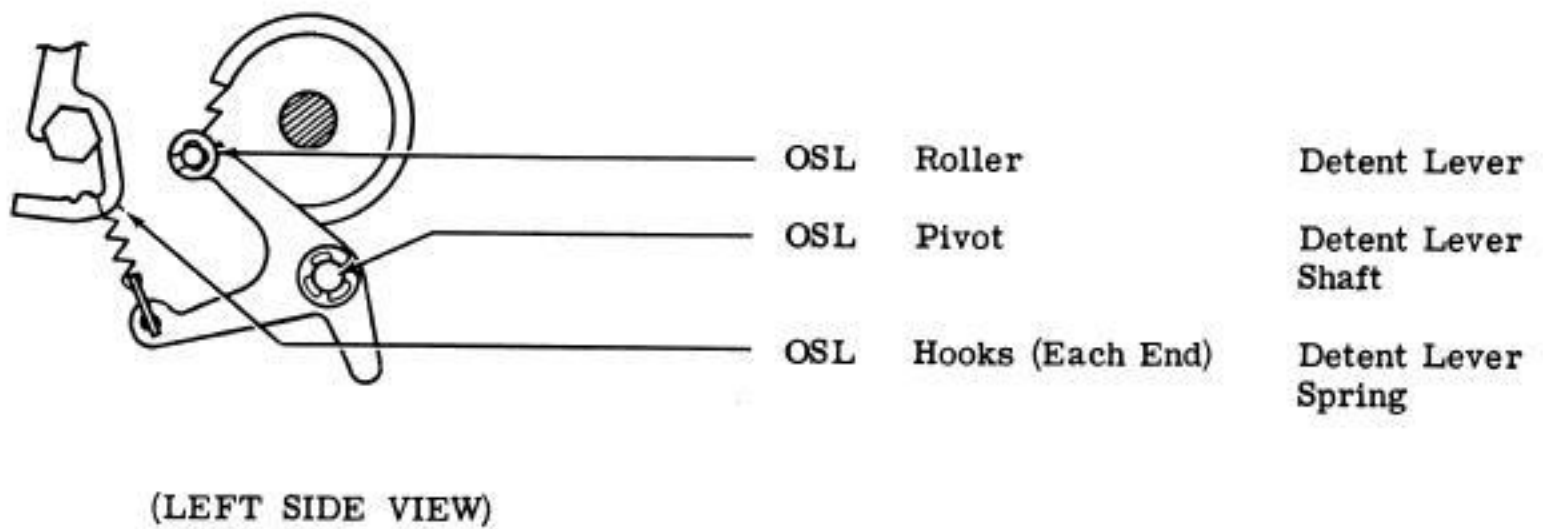 OSL Roller Detent Lever
OSL Pivot Detent Lever
Shaft
OSL Hooks (Each End) Detent Lever
Spring
(LEFT SIDE VIEW)